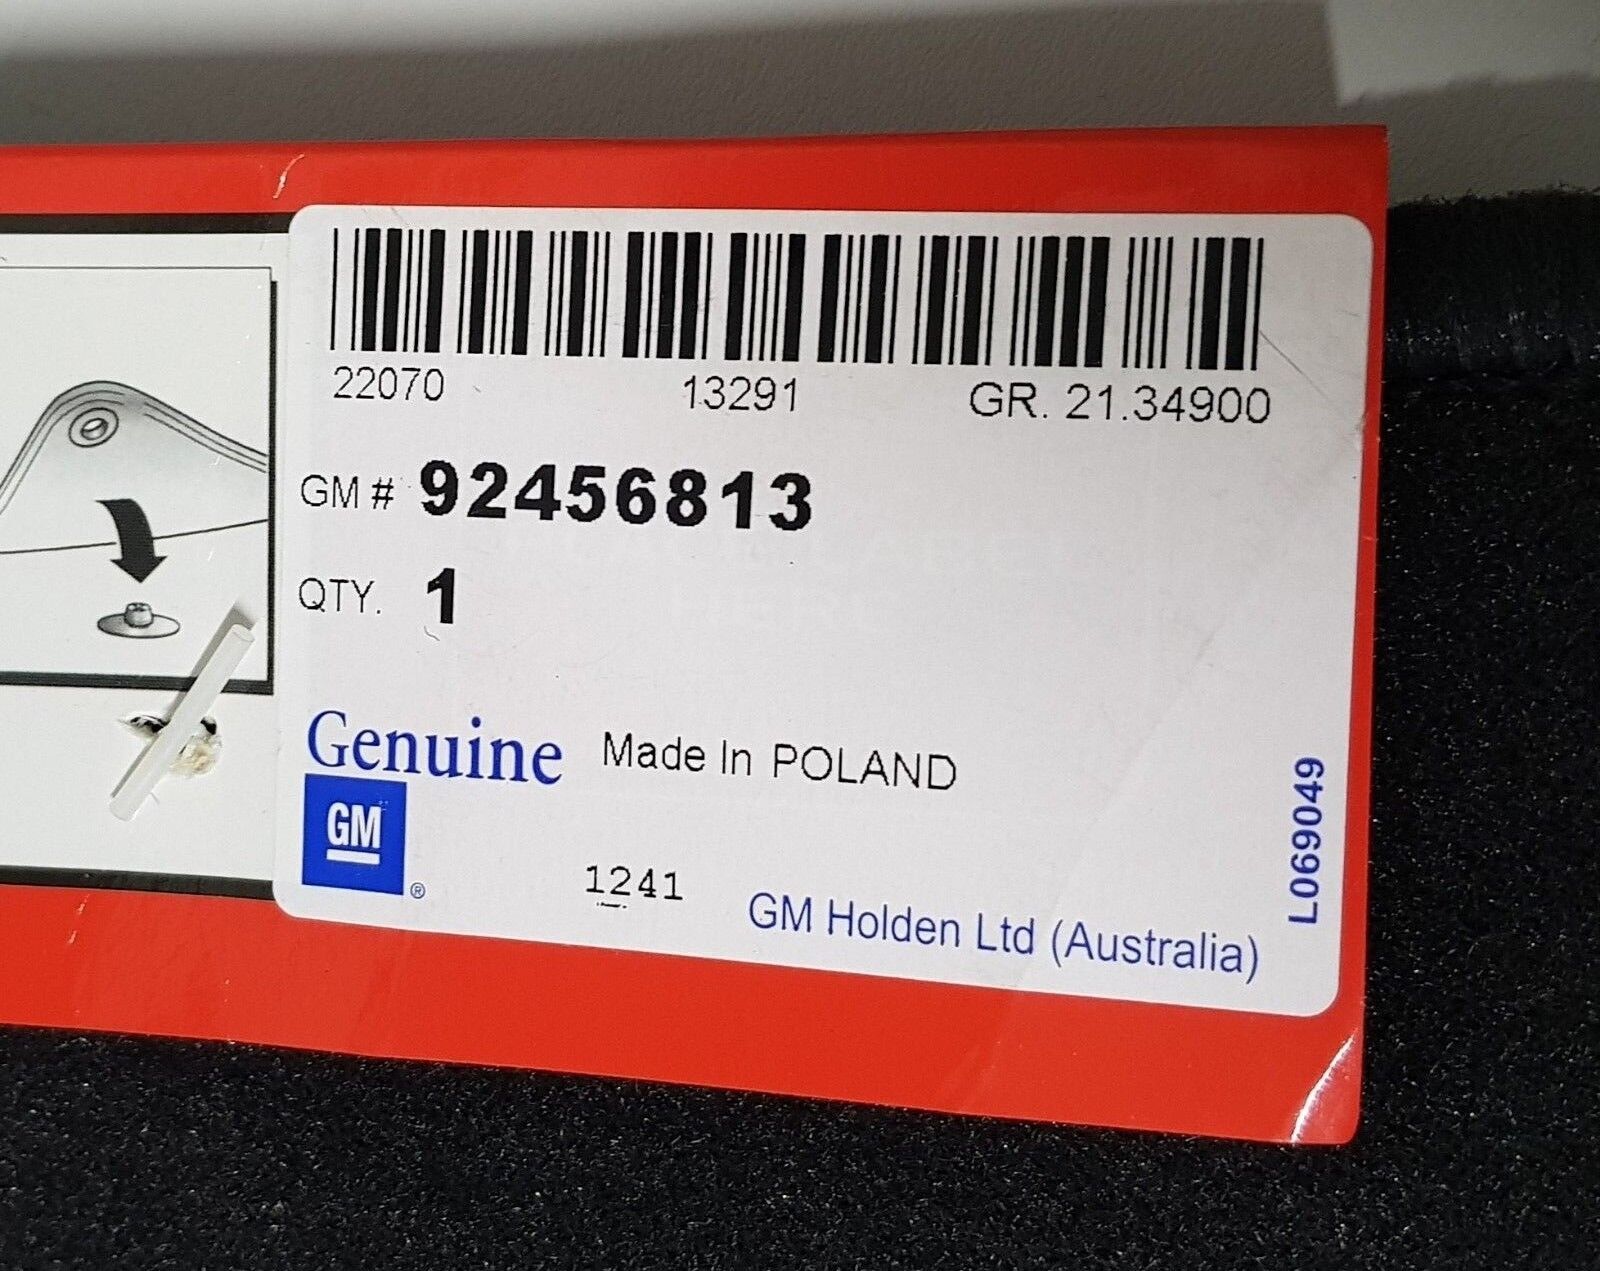 22070 13291 GR. 21.34900
GM # 92456813
QTY. 1
Genuine Made In POLAND
GM ®
1241
GM Holden Ltd (Australia)
L069049